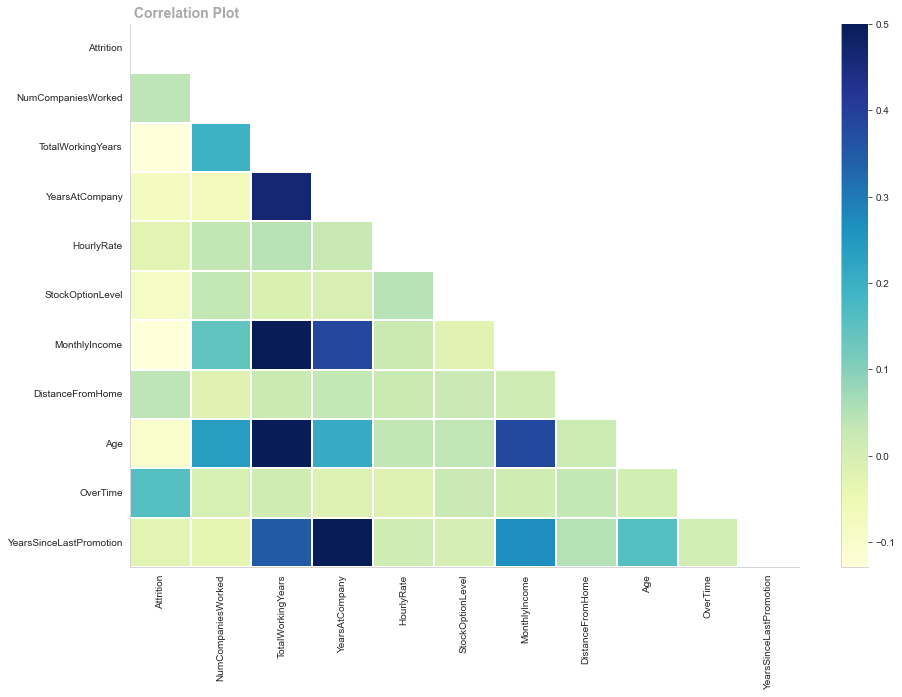 Correlation Plot
Attrition
NumCompaniesWorked
TotalWorkingYears
YearsAtCompany
HourlyRate
StockOptionLevel
MonthlyIncome
DistanceFromHome
Age
OverTime
YearsSinceLastPromotion
Attrition
NumCompaniesWorked
TotalWorkingYears
YearsAtCompany
HourlyRate
StockOptionLevel
MonthlyIncome
DistanceFromHome
Age
OverTime
YearsSinceLastPromotion
0.5
0.4
0.3
0.2
0.1
0.0
−0.1